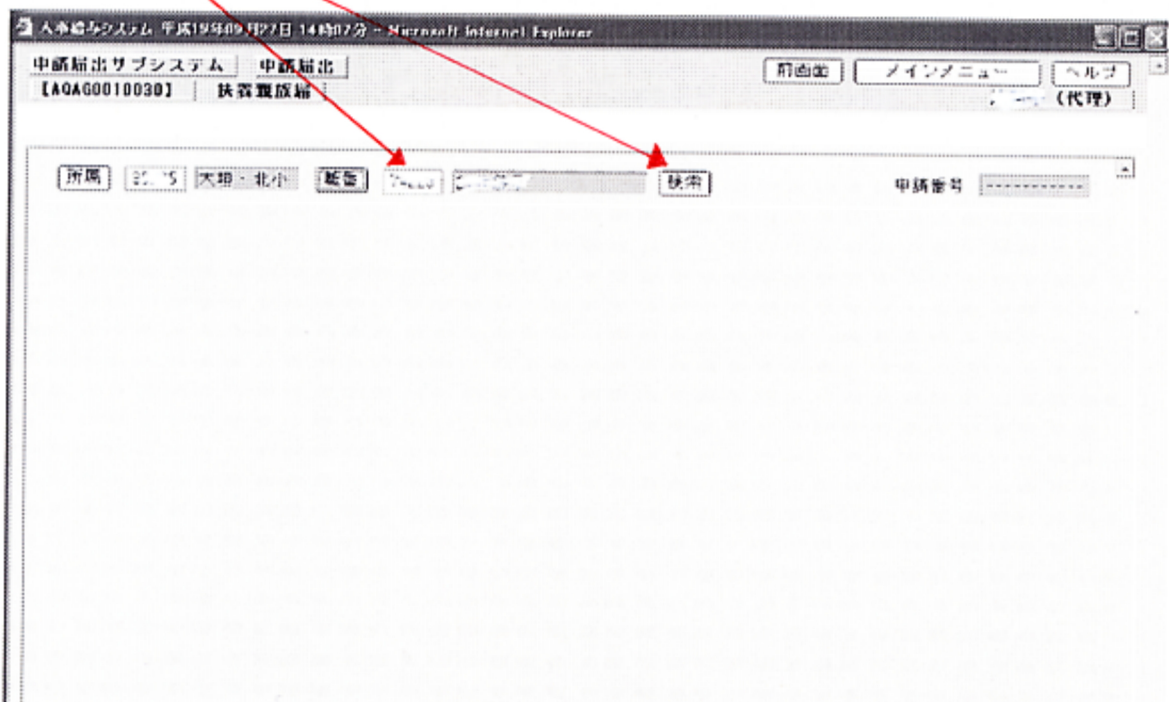 人事給与システム 平成19年09月27日 14時07分 - Microsoft Internet Explorer
申請届出サブシステム 申請届出 前画面 メインメニュー ヘルプ
[AQAG0010030] 扶養親族届 (代理)
所属 大垣・北小 職番 検索 申請番号 -----------